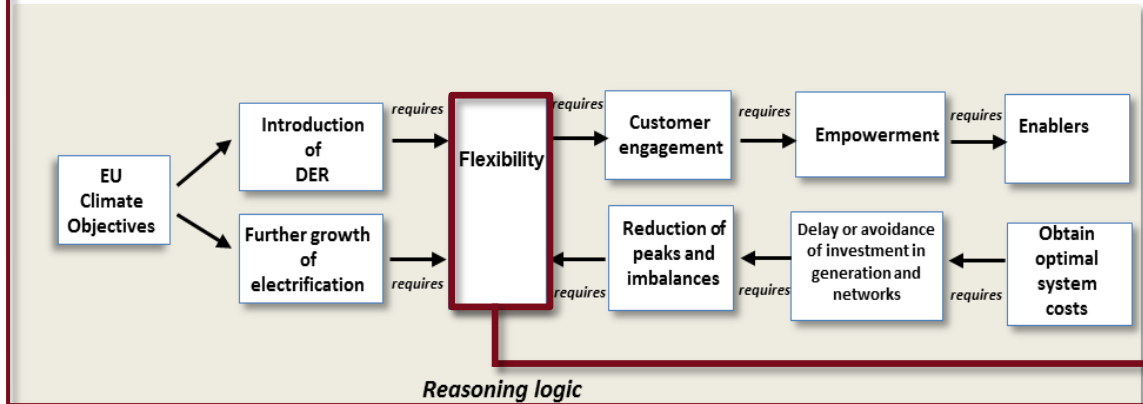 EU
Climate
Objectives
Introduction
of
DER
Further growth
of
electrification
requires
requires
Flexibility
requires
Customer
engagement
requires
Empowerment
requires
Enablers
Reduction of
peaks and
imbalances
requires
Delay or avoidance
of investment in
generation and
networks
requires
Obtain
optimal
system
costs
requires
Reasoning logic